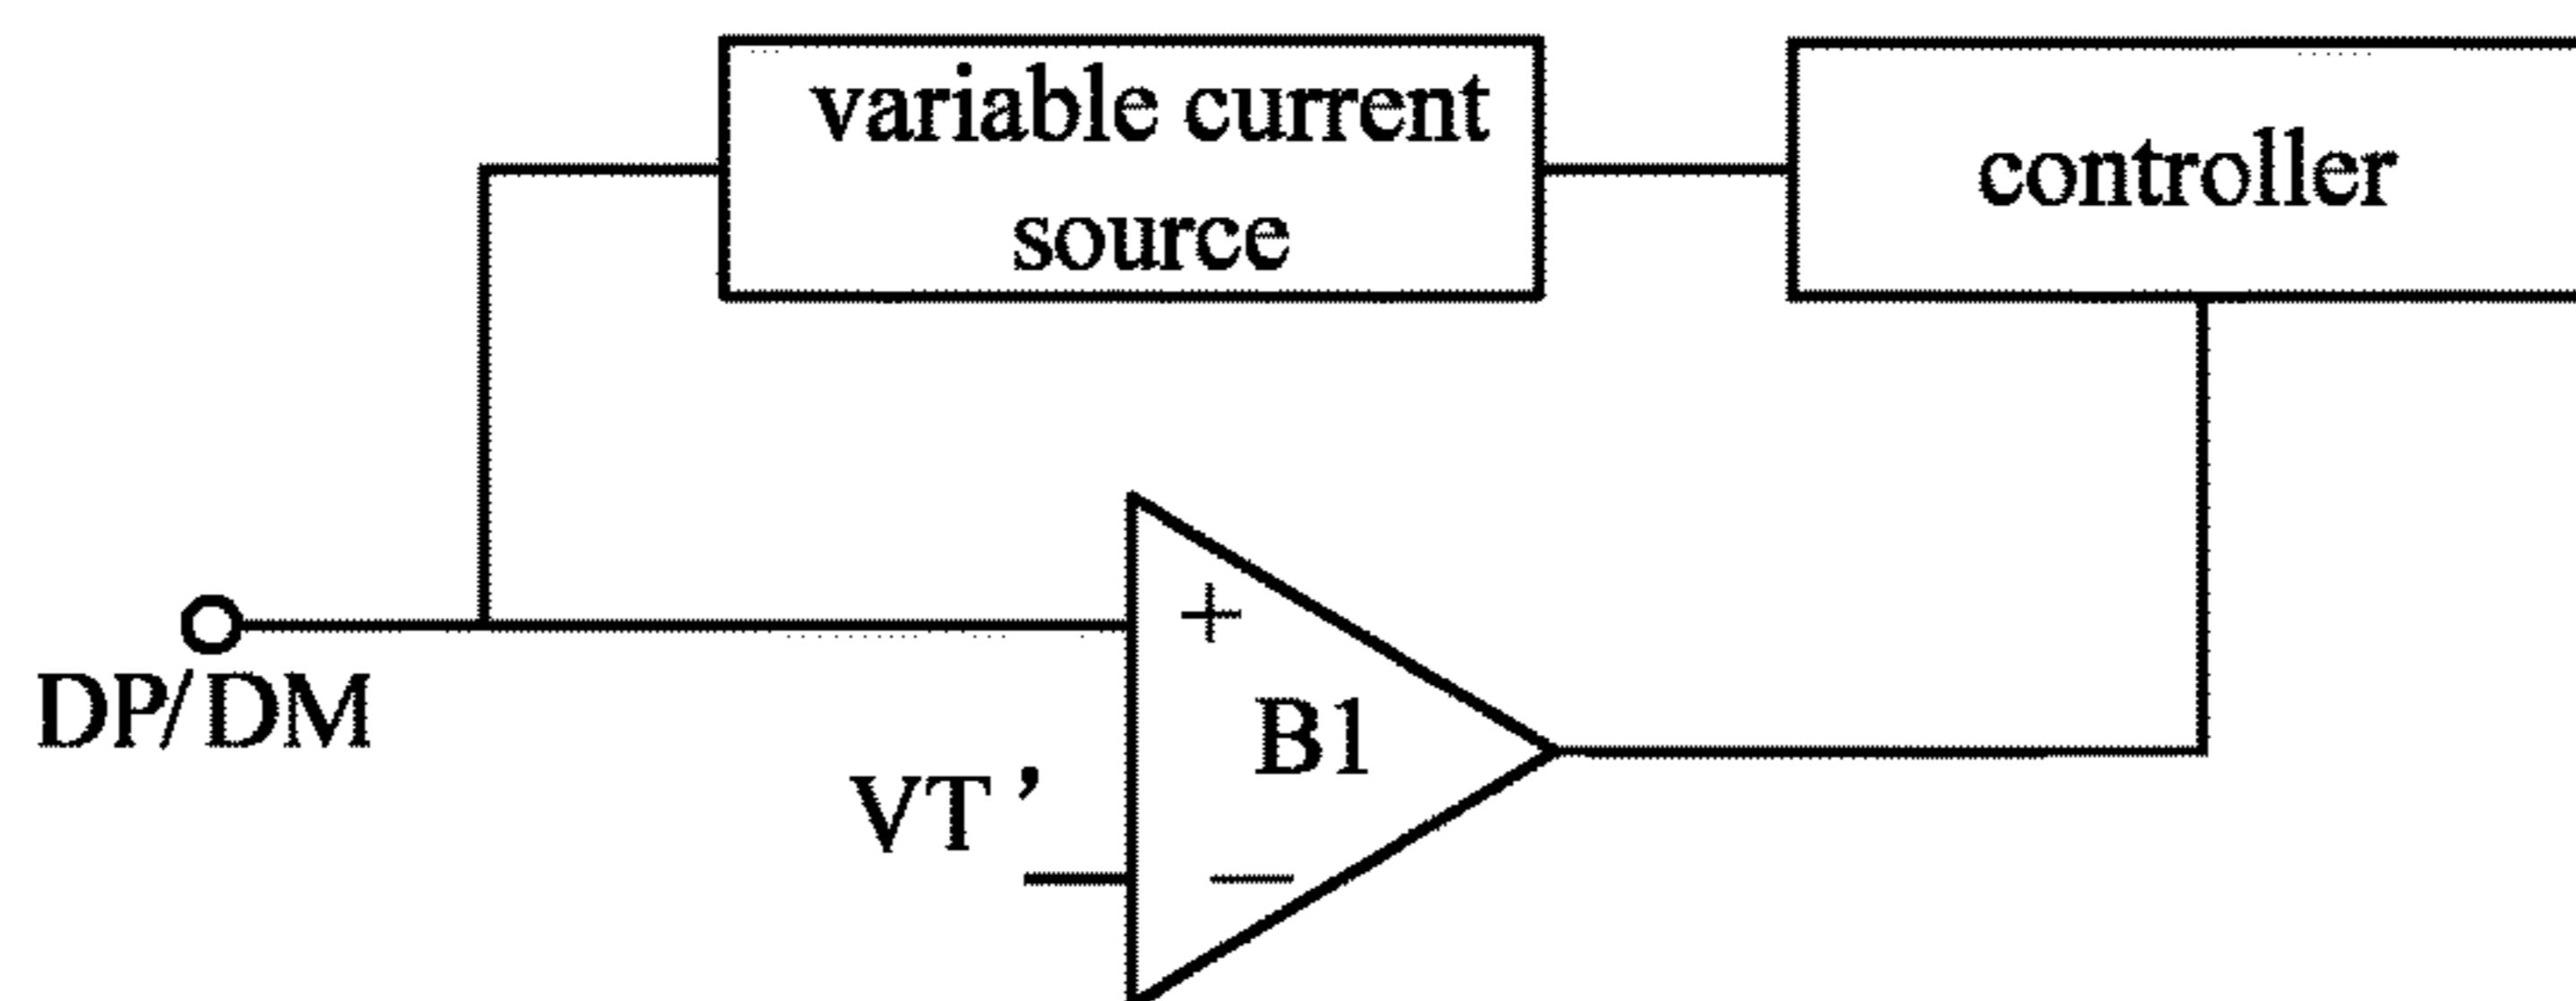 variable current
source
controller
+
DP/DM
B1
VT’
−